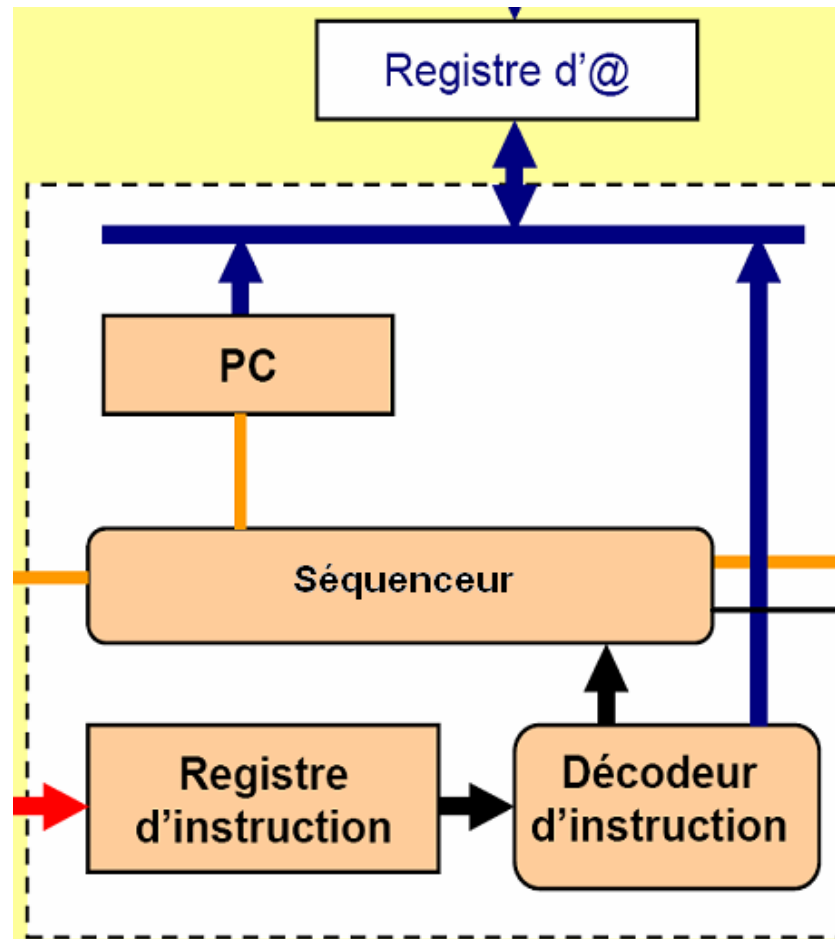 Registre d'@
PC
Séquenceur
Registre
d'instruction
Décodeur
d'instruction